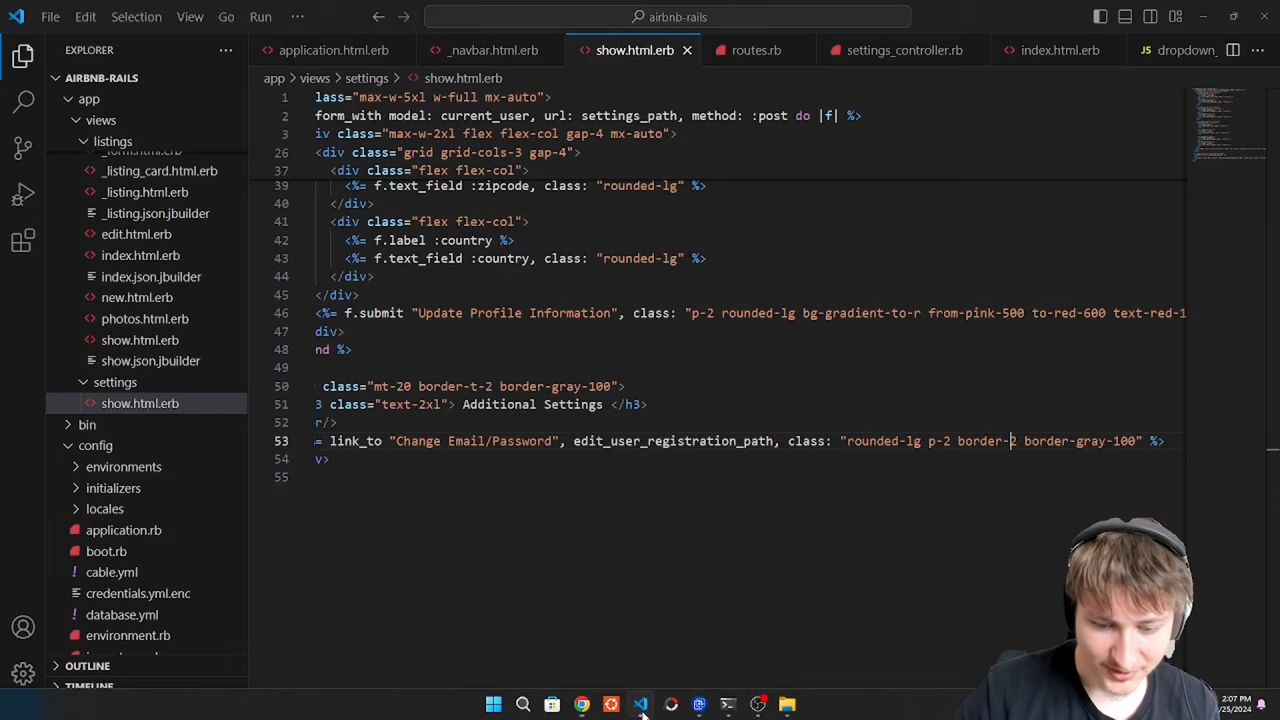 File Edit Selection View Go Run ··· airbnb-rails
EXPLORER ···
application.html.erb _navbar.html.erb show.html.erb routes.rb settings_controller.rb index.html.erb JS dropdown_ ···
AIRBNB-RAILS
app > views > settings > show.html.erb
app
views
listing
_listing_card.html.erb
_listing.html.erb
_listing.json.jbuilder
edit.html.erb
index.html.erb
index.json.jbuilder
new.html.erb
photos.html.erb
show.html.erb
show.json.jbuilder
settings
show.html.erb
bin
config
environments
initializers
locales
application.rb
boot.rb
cable.yml
credentials.yml.enc
database.yml
environment.rb
OUTLINE
TIMELINE
1 lass="max-w-5xl w-full mx-auto">
2 form_with model: current_user, url: settings_path, method: :post do |f| %>
3 iv class="max-w-2xl flex flex-col gap-4 mx-auto">
26 <div class="grid grid-cols-2 gap-4">
37 <div class="flex flex-col">
39 <%= f.text_field :zipcode, class: "rounded-lg" %>
40 </div>
41 <div class="flex flex-col">
42 <%= f.label :country %>
43 <%= f.text_field :country, class: "rounded-lg" %>
44 </div>
45 </div>
46 <%= f.submit "Update Profile Information", class: "p-2 rounded-lg bg-gradient-to-r from-pink-500 to-red-600 text-red-1
47 div>
48 nd %>
49
50 class="mt-20 border-t-2 border-gray-100">
51 3 class="text-2xl"> Additional Settings </h3>
52 r/>
53 = link_to "Change Email/Password", edit_user_registration_path, class: "rounded-lg p-2 border-2 border-gray-100" %>
54 v>
55
2:07 PM
/25/2024